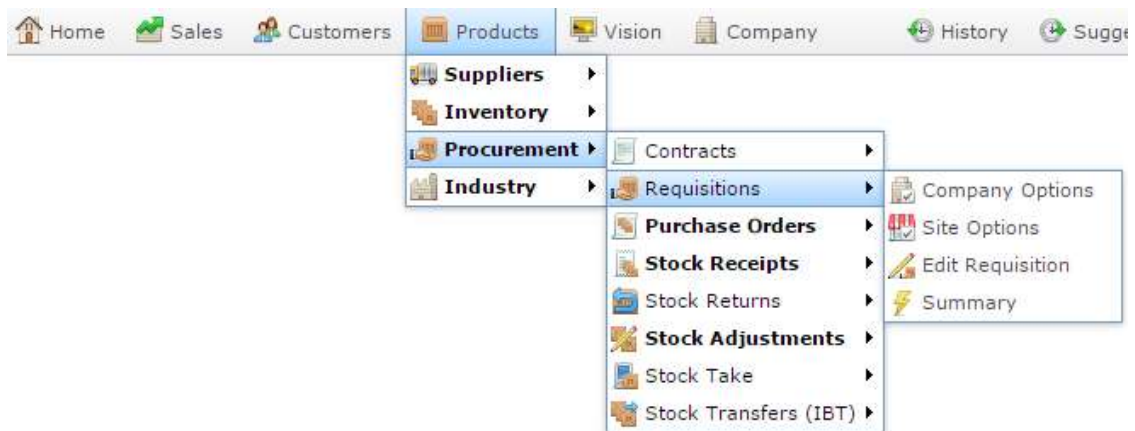 Home Sales Customers Products Vision Company History Sugge
Suppliers
Inventory
Procurement Contracts
Industry Requisitions Company Options
Purchase Orders Site Options
Stock Receipts Edit Requisition
Stock Returns Summary
Stock Adjustments
Stock Take
Stock Transfers (IBT)